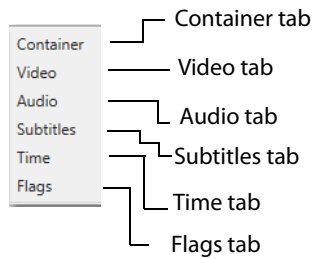 Container tab
Container
Video
Video tab
Audio
Audio tab
Subtitles
Subtitles tab
Time
Time tab
Flags
Flags tab